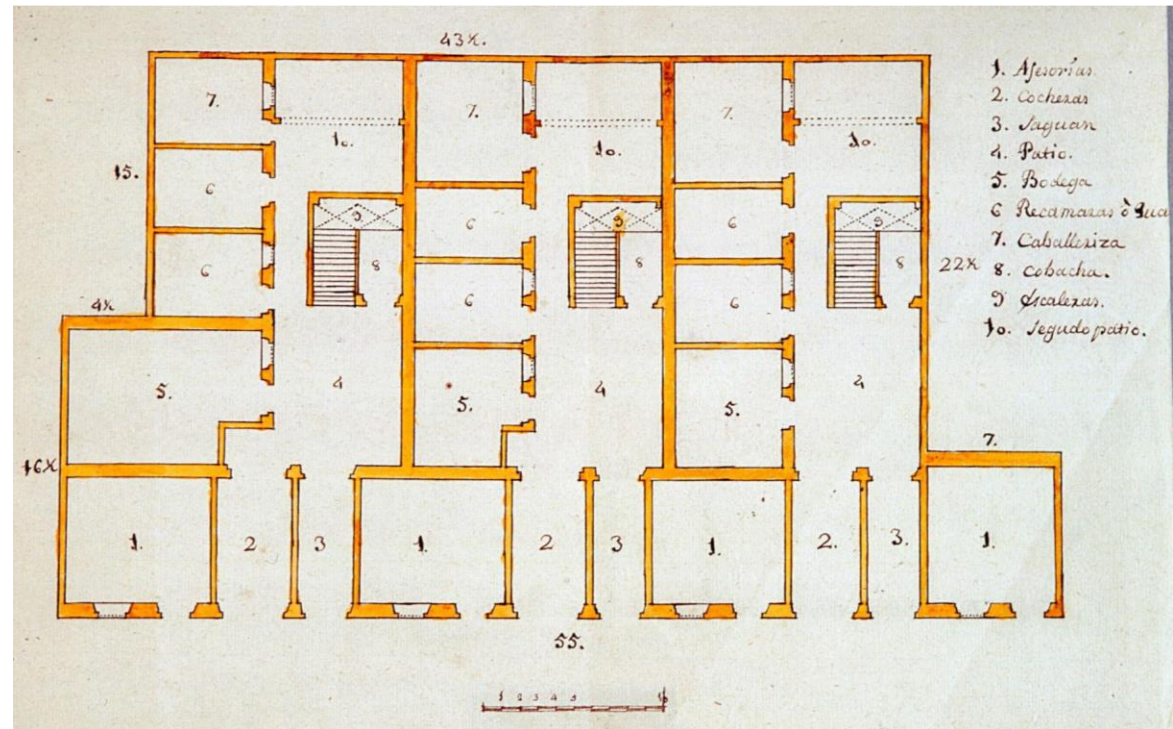 43½.
1. Asesorías
2. Cocheras
3. Saguan
4. Patio.
5. Bodega
6 Recamaras ò
7. Caballeriza
8. cobacha.
9 Escaleras.
10. Segudo patio.
7. 7. 7.
10. 10. 10.
15.
6 6 6
9 9 9
6 6 6
8 8 8
22½
4½
5. 4 5. 4 5. 4
7.
16½
1. 2 3 1. 2 3 1. 2. 3. 1.
55.
1 2 3 4 5 10